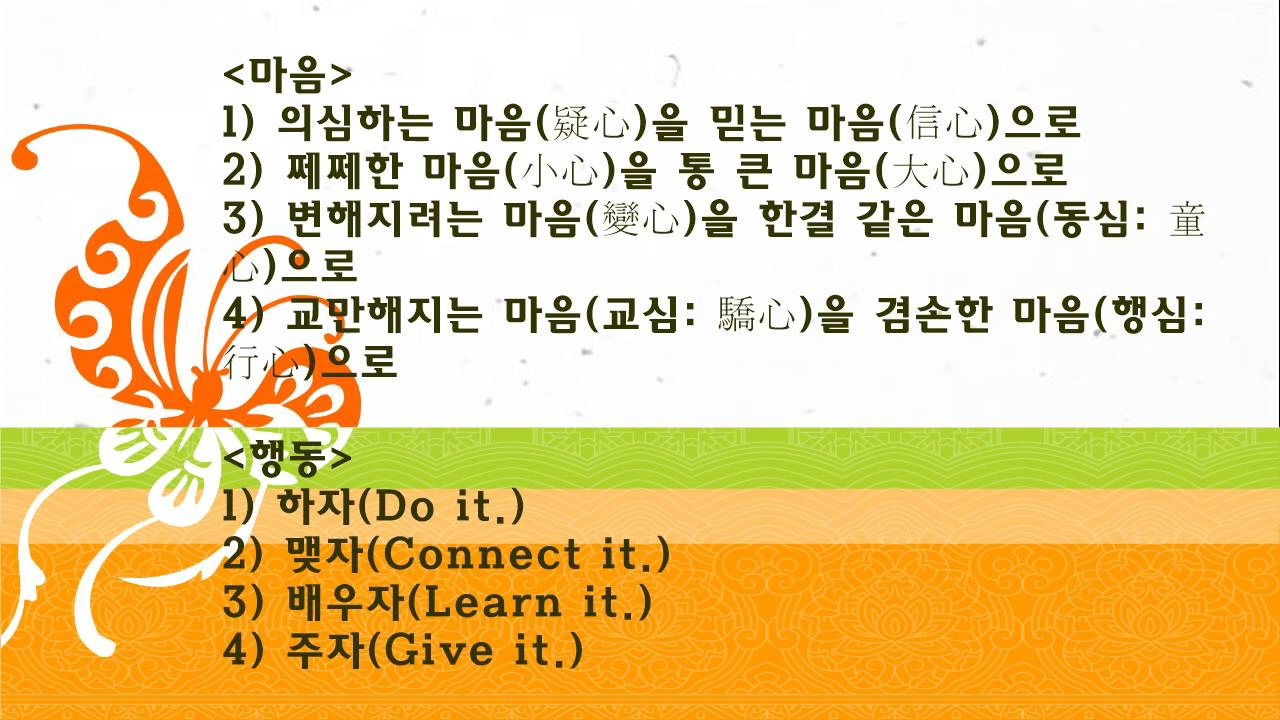 <마음>
1) 의심하는 마음(疑心)을 믿는 마음(信心)으로
2) 쩨쩨한 마음(小心)을 통 큰 마음(大心)으로
3) 변해지려는 마음(變心)을 한결 같은 마음(동심: 童
心)으로
4) 교만해지는 마음(교심: 驕心)을 겸손한 마음(행심:
行心)으로
<행동>
1) 하자(Do it.)
2) 맺자(Connect it.)
3) 배우자(Learn it.)
4) 주자(Give it.)